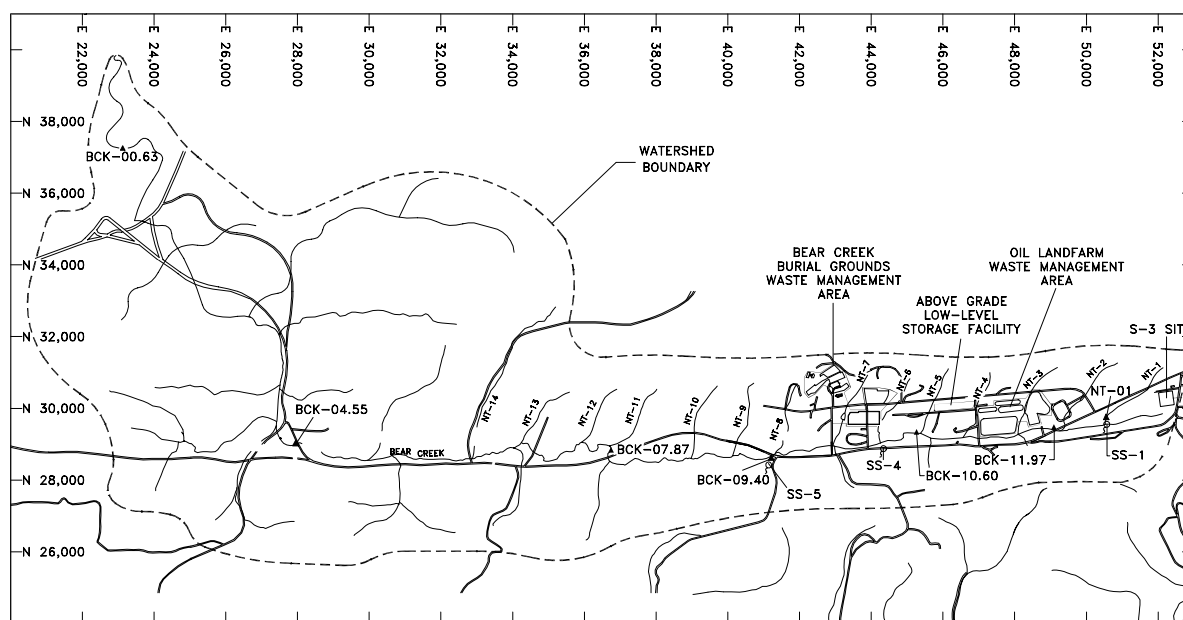 E 22,000
E 24,000
E 26,000
E 28,000
E 30,000
E 32,000
E 34,000
E 36,000
E 38,000
E 40,000
E 42,000
E 44,000
E 46,000
E 48,000
E 50,000
E 52,000
N 38,000
BCK-00.63
WATERSHED
BOUNDARY
N 36,000
N 34,000
BEAR CREEK
BURIAL GROUNDS
WASTE MANAGEMENT
AREA
OIL LANDFARM
WASTE MANAGEMENT
AREA
ABOVE GRADE
LOW-LEVEL
STORAGE FACILITY
S-3 SIT
N 32,000
NT-7
NT-6
NT-5
NT-4
NT-3
NT-2
NT-1
NT-01
N 30,000
BCK-04.55
NT-14
NT-13
NT-12
NT-11
NT-10
NT-9
NT-8
BEAR CREEK
BCK-07.87
BCK-09.40
SS-5
SS-4
BCK-10.60
BCK-11.97
SS-1
N 28,000
N 26,000